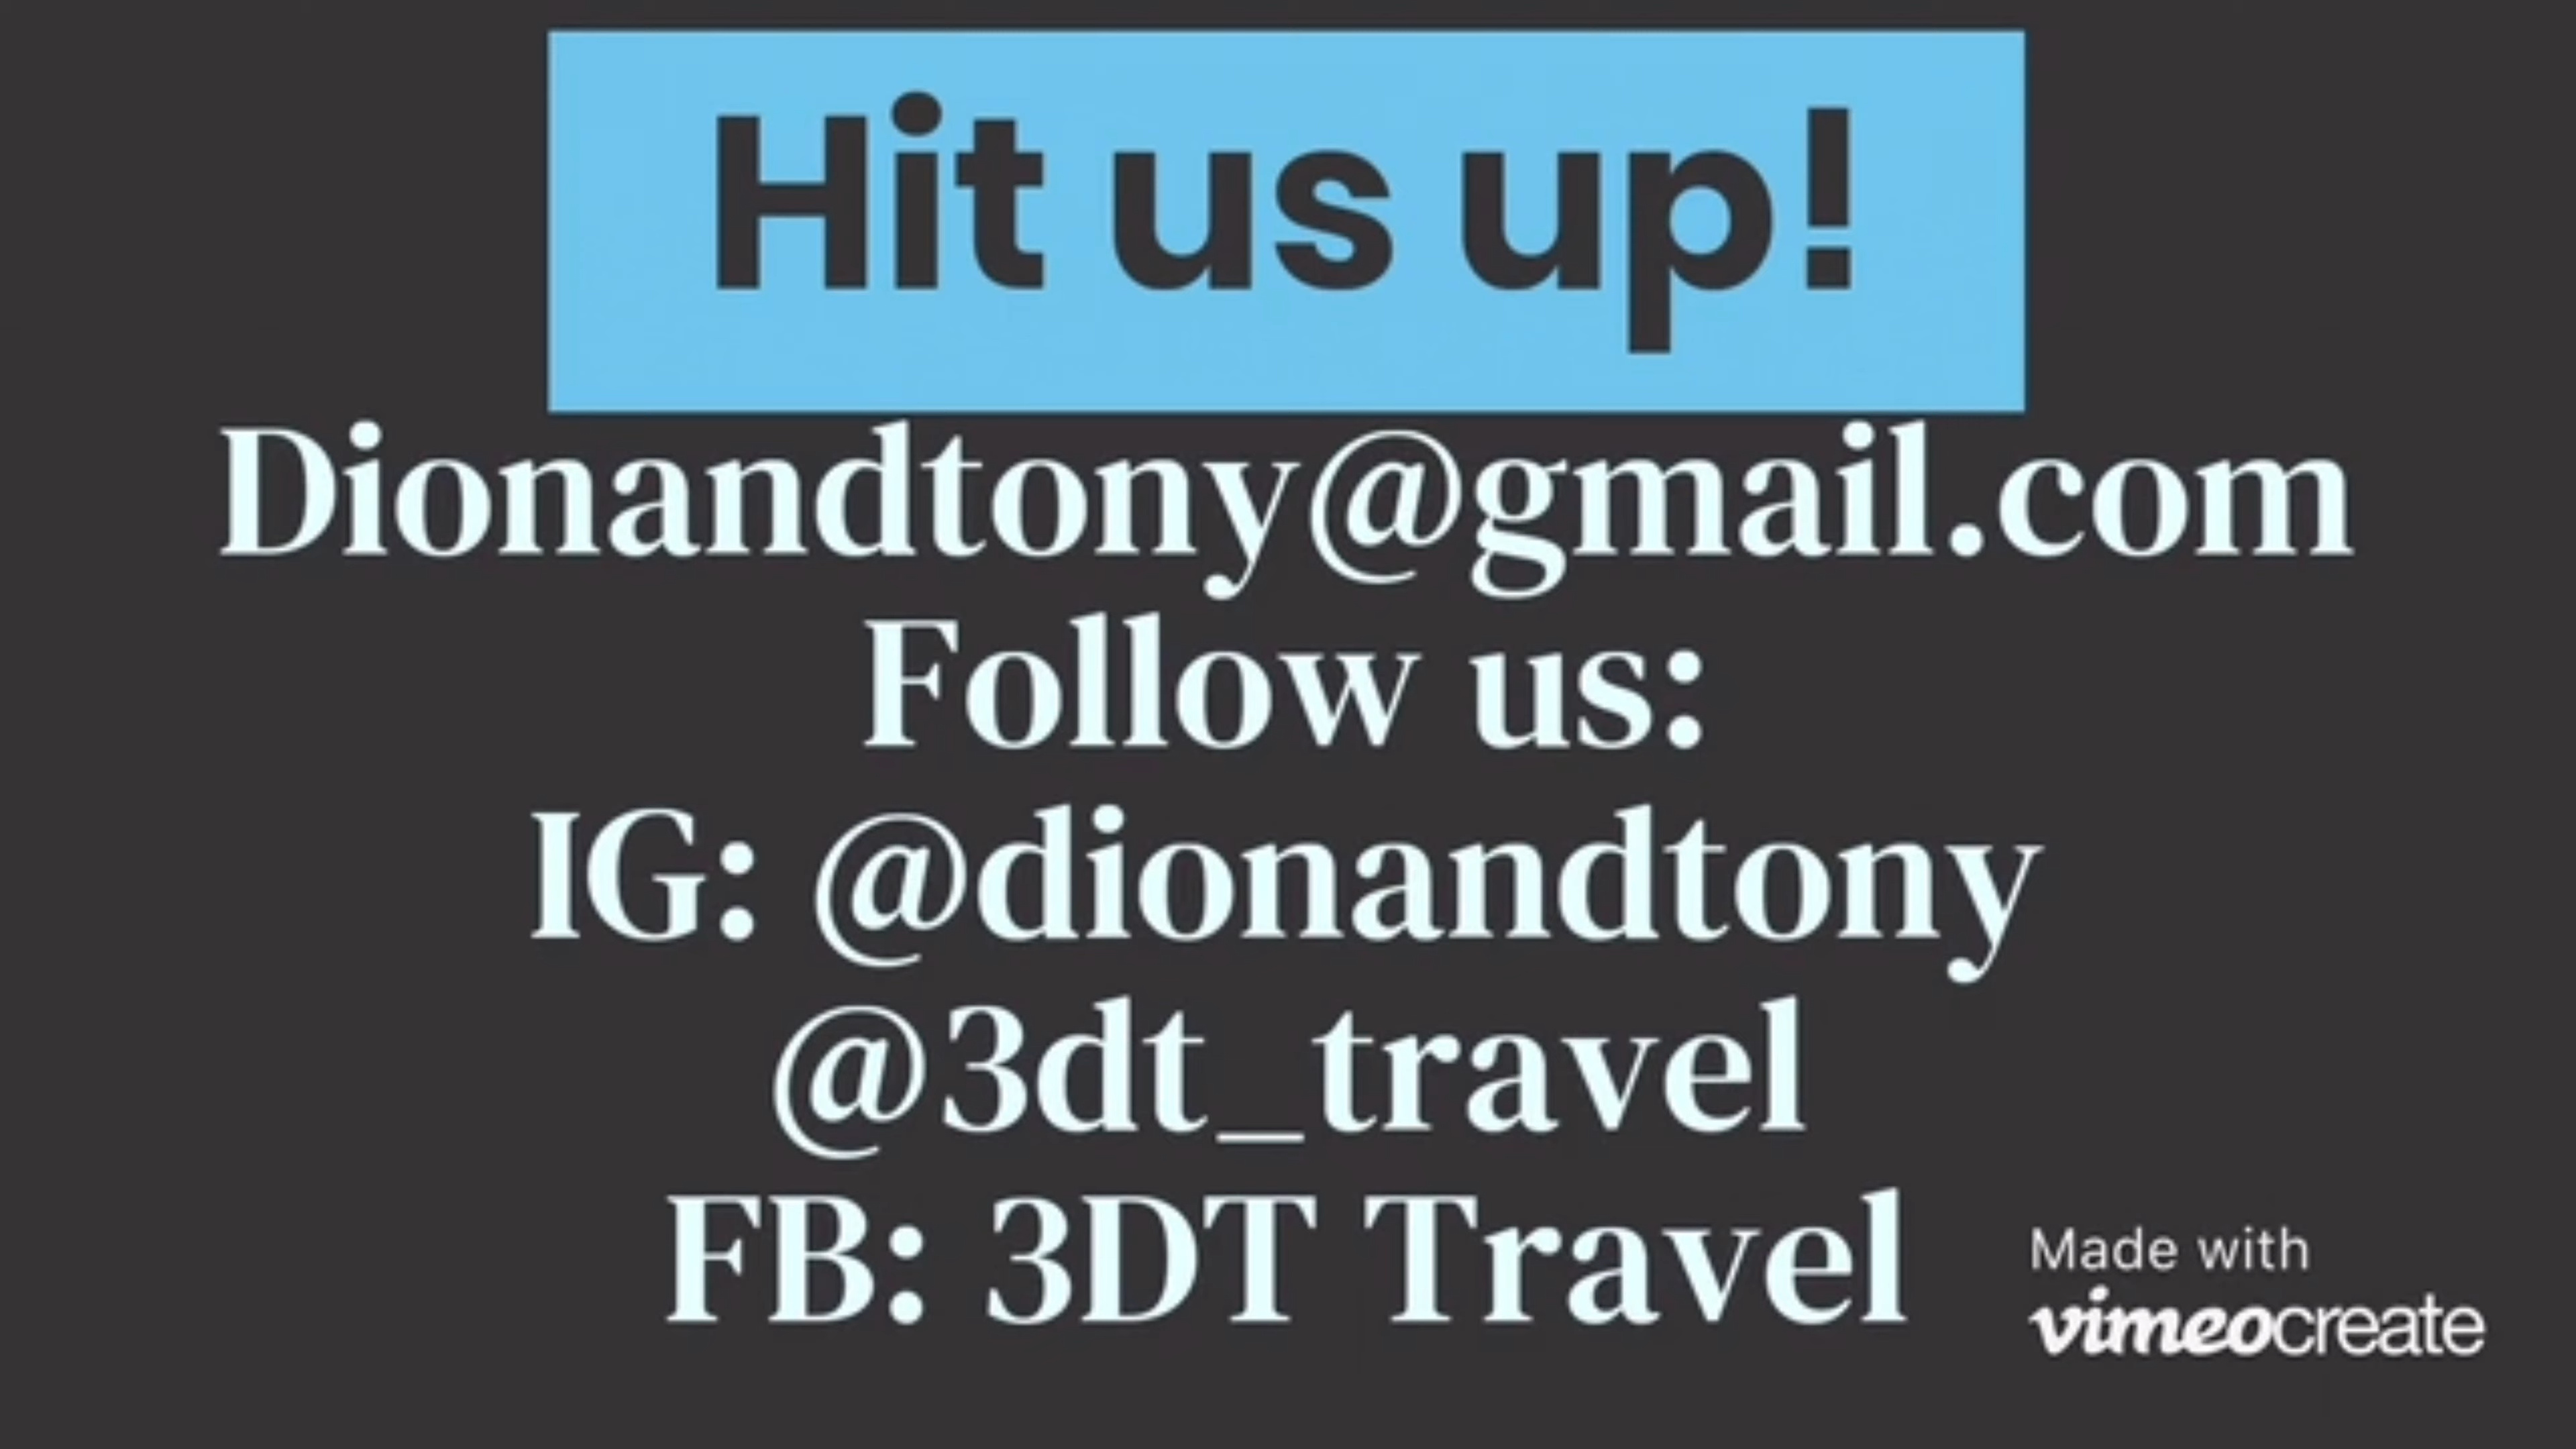 Hit us up!
Dionandtony@gmail.com
Follow us:
IG: @dionandtony
@3dt_travel
FB: 3DT Travel
Made with
vimeocreate